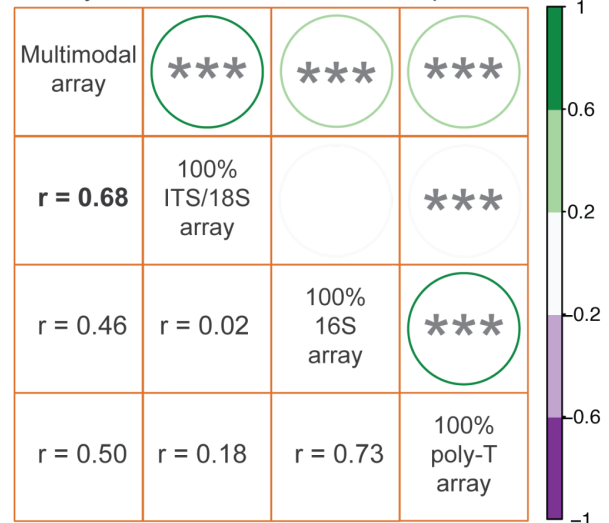 Multimodal
array
***
***
***
r = 0.68
100%
ITS/18S
array
***
r = 0.46
r = 0.02
100%
16S
array
***
r = 0.50
r = 0.18
r = 0.73
100%
poly-T
array
1
0.6
0.2
-0.2
-0.6
-1